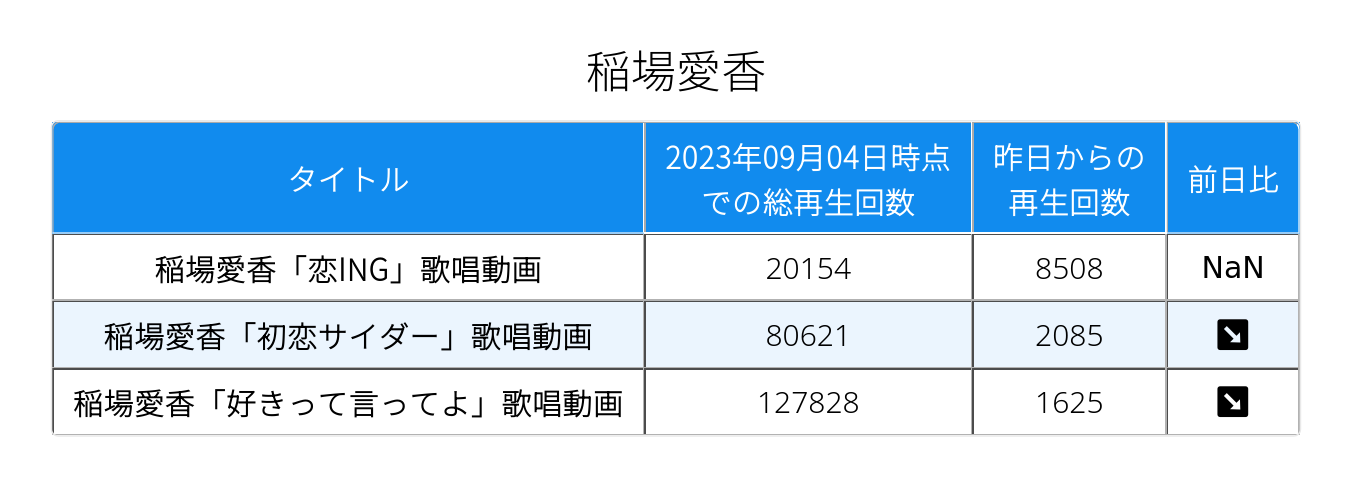 稲場愛香
タイトル
2023年09月04日時点
での総再生回数
昨日からの
再生回数
前日比
稲場愛香「恋ING」歌唱動画 20154 8508 NaN
稲場愛香「初恋サイダー」歌唱動画 80621 2085 ↘
稲場愛香「好きって言ってよ」歌唱動画 127828 1625 ↘